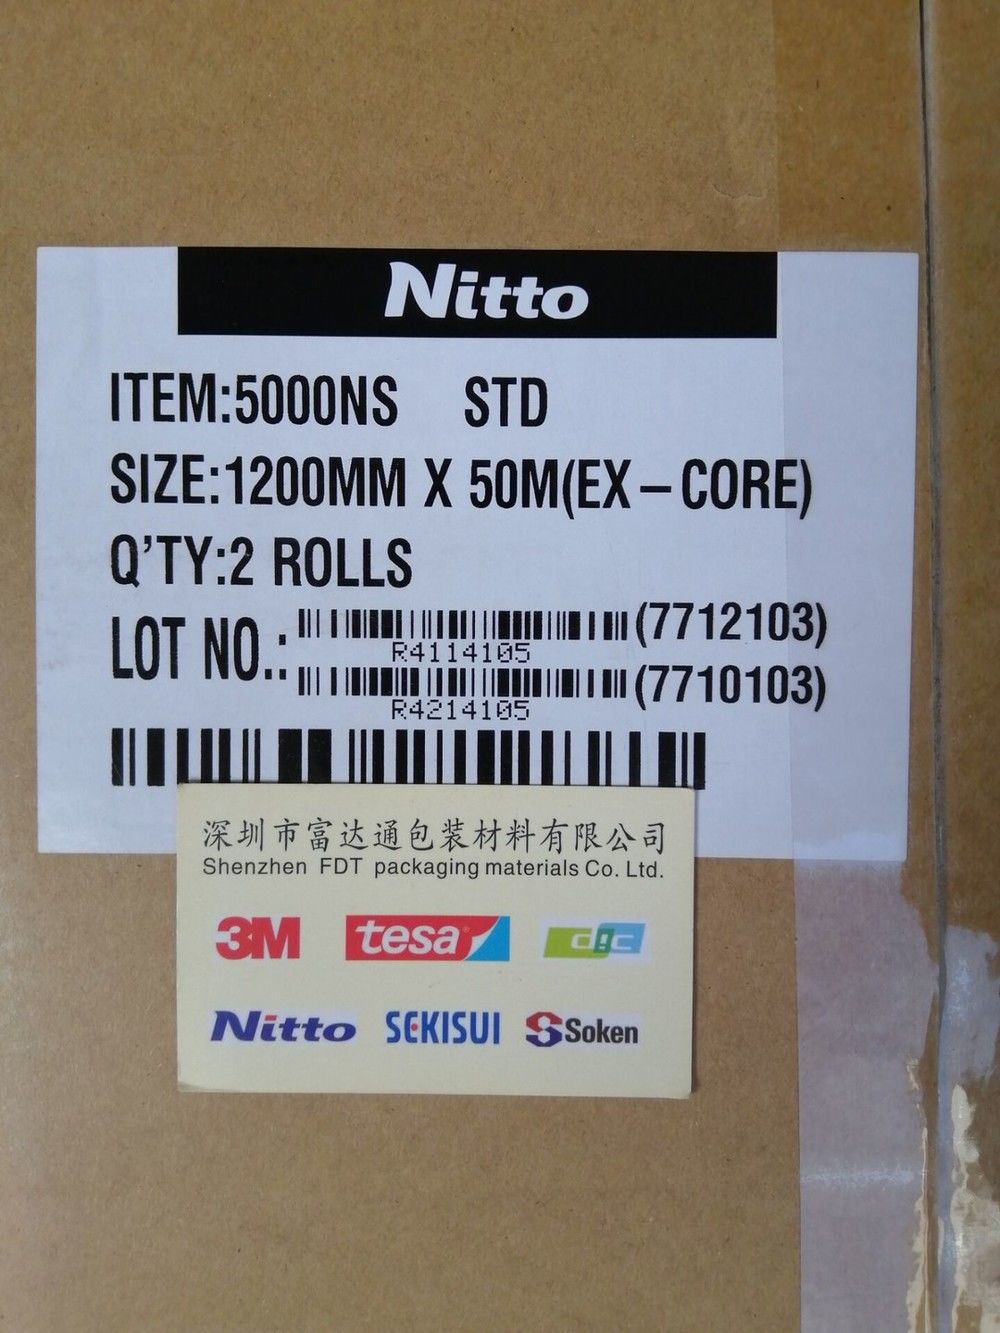 Nitto
ITEM:5000NS STD
SIZE:1200MM X 50M(EX-CORE)
Q'TY:2 ROLLS
LOT NO.: (7712103)
R4114105
(7710103)
R4214105
深圳市富达通包装材料有限公司
Shenzhen FDT packaging materials Co. Ltd.
3M tesa® dic
Nitto SEKISUI Soken